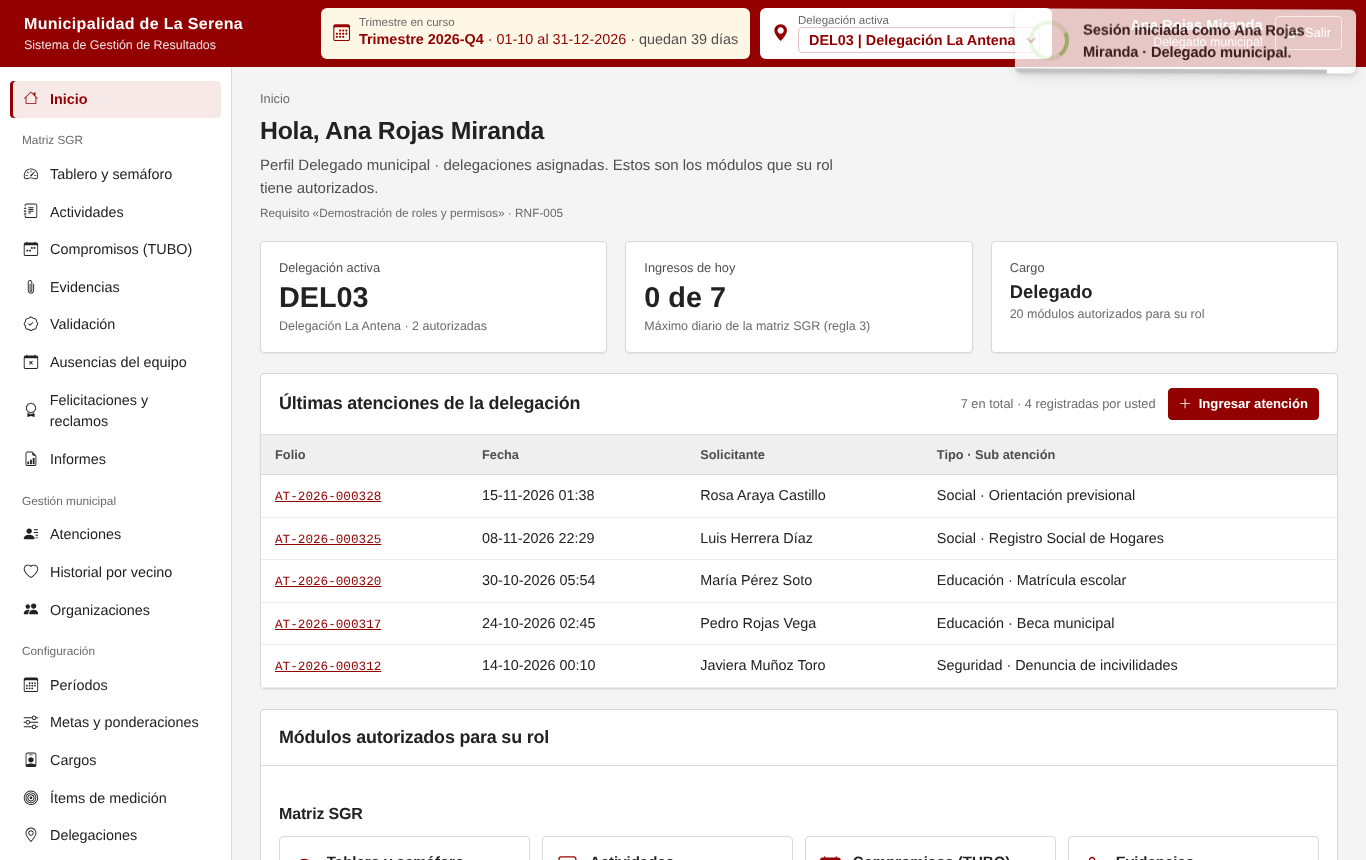 Municipalidad de La Serena
Sistema de Gestión de Resultados
Trimestre en curso
Trimestre 2026-Q4 · 01-10 al 31-12-2026 · quedan 39 días
Delegación activa
DEL03 | Delegación La Antena
Ana Rojas Miranda
Delegado municipal
Salir
Sesión iniciada como Ana Rojas
Miranda · Delegado municipal.
Inicio
Matriz SGR
Tablero y semáforo
Actividades
Compromisos (TUBO)
Evidencias
Validación
Ausencias del equipo
Felicitaciones y
reclamos
Informes
Gestión municipal
Atenciones
Historial por vecino
Organizaciones
Configuración
Períodos
Metas y ponderaciones
Cargos
Ítems de medición
Delegaciones
Inicio
Hola, Ana Rojas Miranda
Perfil Delegado municipal · delegaciones asignadas. Estos son los módulos que su rol
tiene autorizados.
Requisito «Demostración de roles y permisos» · RNF-005
Delegación activa
DEL03
Delegación La Antena · 2 autorizadas
Ingresos de hoy
0 de 7
Máximo diario de la matriz SGR (regla 3)
Cargo
Delegado
20 módulos autorizados para su rol
Últimas atenciones de la delegación
7 en total · 4 registradas por usted
Ingresar atención
Folio Fecha Solicitante Tipo · Sub atención
AT-2026-000328 15-11-2026 01:38 Rosa Araya Castillo Social · Orientación previsional
AT-2026-000325 08-11-2026 22:29 Luis Herrera Díaz Social · Registro Social de Hogares
AT-2026-000320 30-10-2026 05:54 María Pérez Soto Educación · Matrícula escolar
AT-2026-000317 24-10-2026 02:45 Pedro Rojas Vega Educación · Beca municipal
AT-2026-000312 14-10-2026 00:10 Javiera Muñoz Toro Seguridad · Denuncia de incivilidades
Módulos autorizados para su rol
Matriz SGR
Tablero y semáforo Actividades Compromisos (TUBO) Evidencias